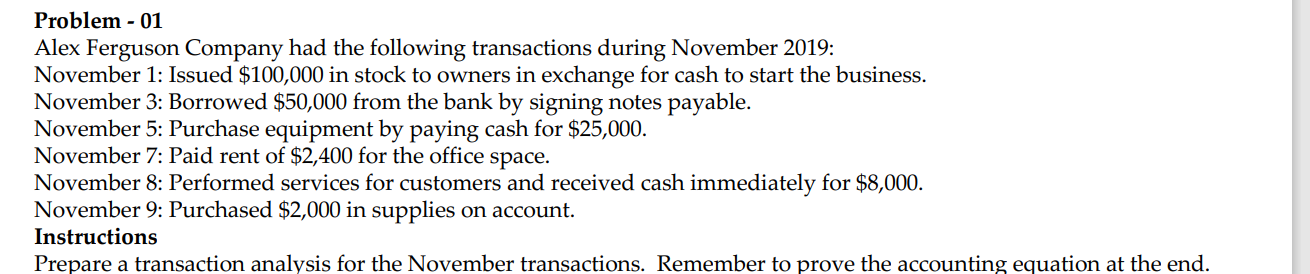 Problem - 01
Alex Ferguson Company had the following transactions during November 2019:
November 1: Issued $100,000 in stock to owners in exchange for cash to start the business.
November 3: Borrowed $50,000 from the bank by signing notes payable.
November 5: Purchase equipment by paying cash for $25,000.
November 7: Paid rent of $2,400 for the office space.
November 8: Performed services for customers and received cash immediately for $8,000.
November 9: Purchased $2,000 in supplies on account.
Instructions
Prepare a transaction analysis for the November transactions. Remember to prove the accounting equation at the end.